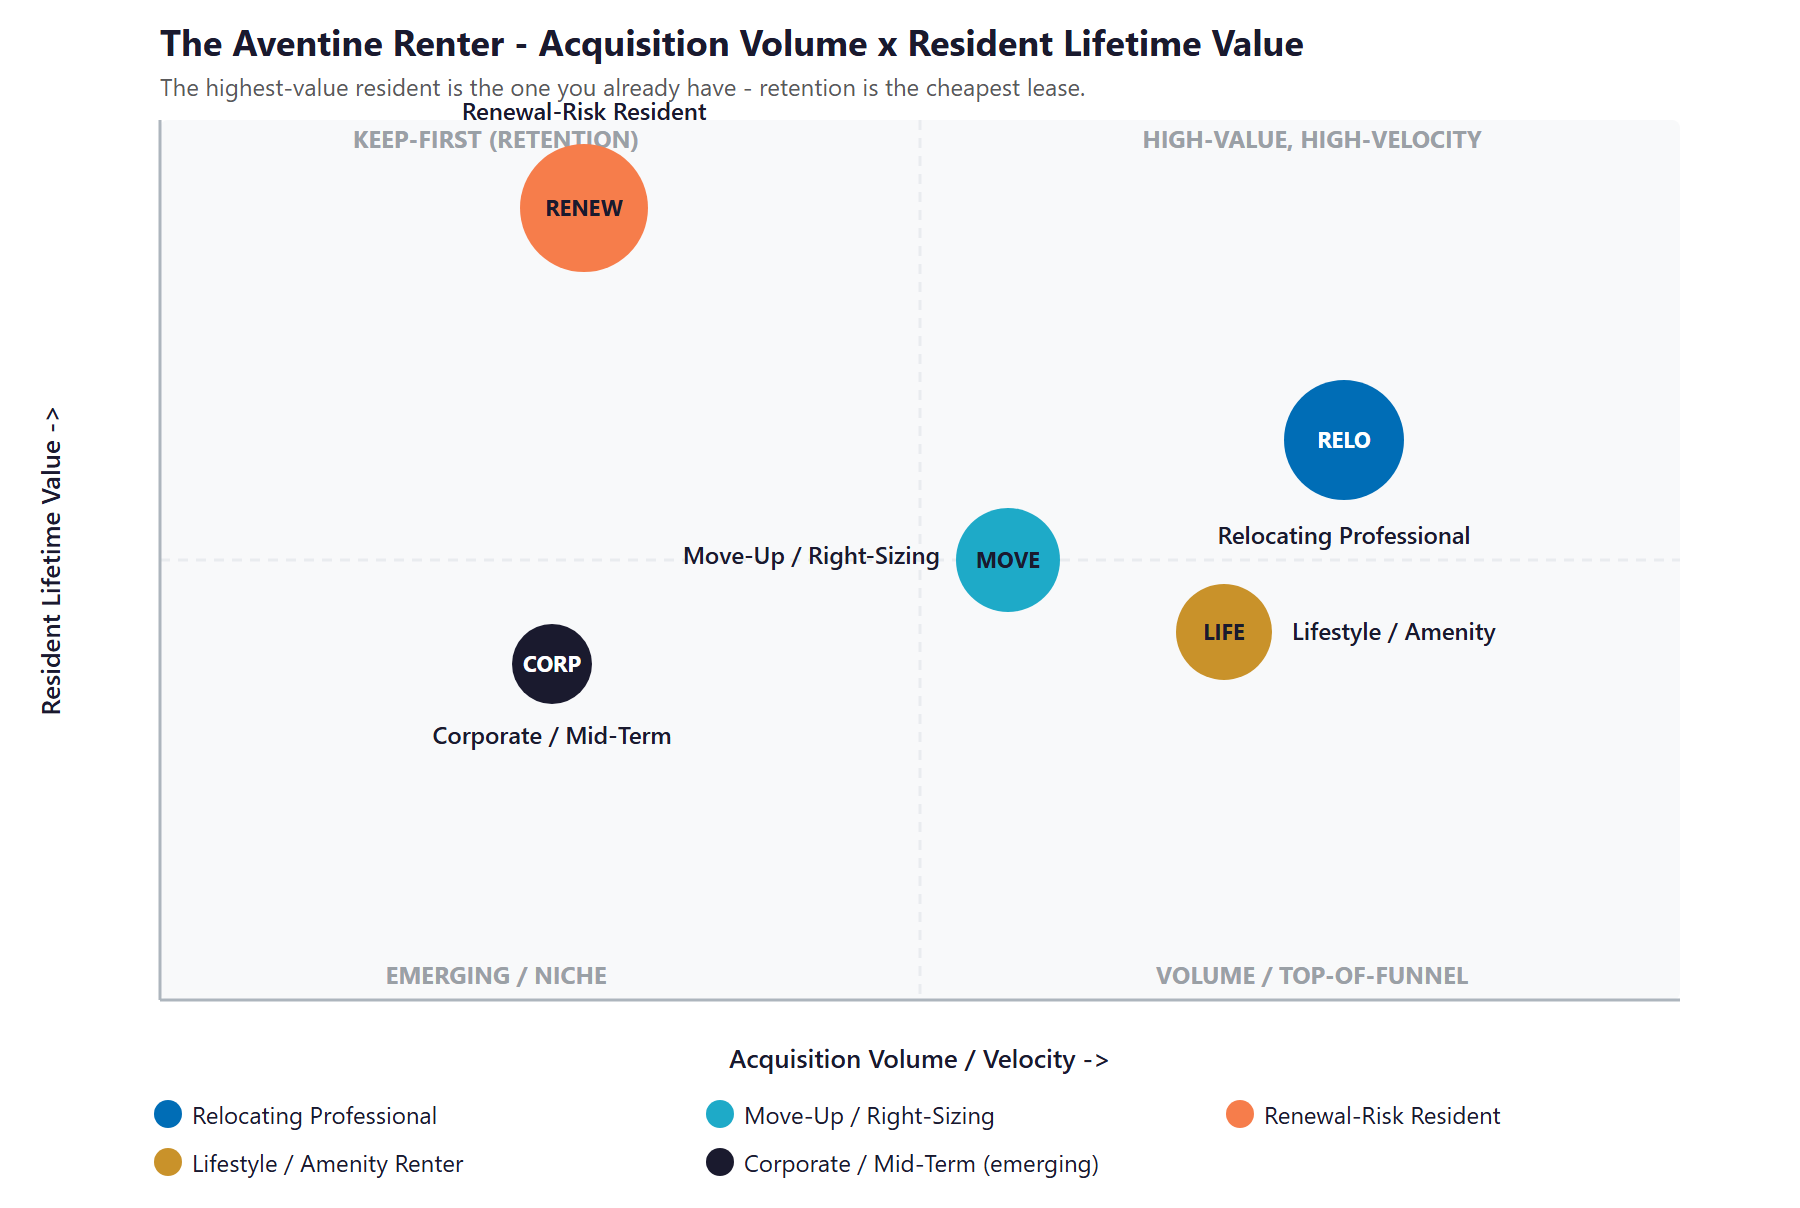 The Aventine Renter - Acquisition Volume x Resident Lifetime Value
The highest-value resident is the one you already have - retention is the cheapest lease.
Renewal-Risk Resident
KEEP-FIRST (RETENTION)
HIGH-VALUE, HIGH-VELOCITY
RENEW
RELO
Relocating Professional
Move-Up / Right-Sizing
MOVE
LIFE
Lifestyle / Amenity
CORP
Corporate / Mid-Term
Resident Lifetime Value ->
EMERGING / NICHE
VOLUME / TOP-OF-FUNNEL
Acquisition Volume / Velocity ->
Relocating Professional
Move-Up / Right-Sizing
Renewal-Risk Resident
Lifestyle / Amenity Renter
Corporate / Mid-Term (emerging)